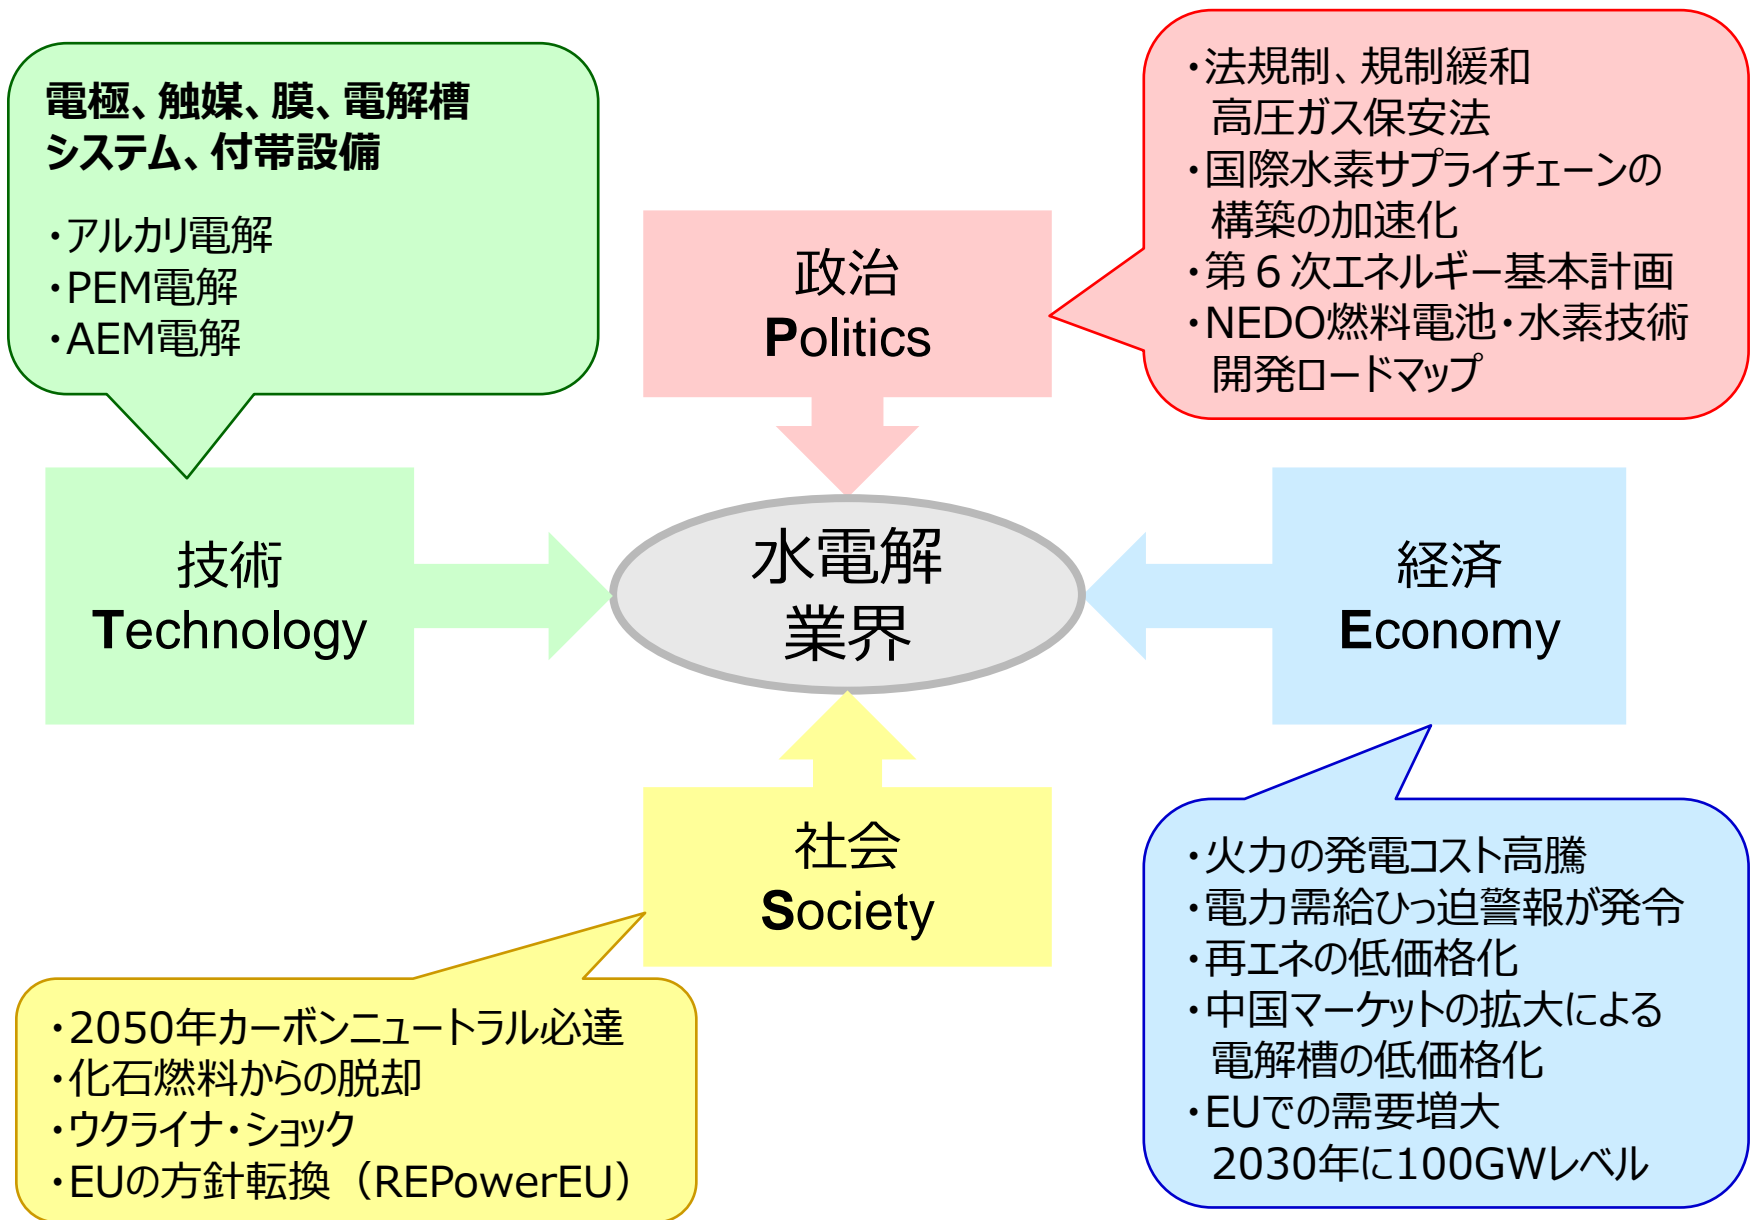 電極、触媒、膜、電解槽
システム、付帯設備
・アルカリ電解
・PEM電解
・AEM電解
政治
Politics
・法規制、規制緩和
高圧ガス保安法
・国際水素サプライチェーンの
構築の加速化
・第6次エネルギー基本計画
・NEDO燃料電池・水素技術
開発ロードマップ
技術
Technology
水電解
業界
経済
Economy
社会
Society
・2050年カーボンニュートラル必達
・化石燃料からの脱却
・ウクライナ・ショック
・EUの方針転換（REPowerEU）
・火力の発電コスト高騰
・電力需給ひっ迫警報が発令
・再エネの低価格化
・中国マーケットの拡大による
電解槽の低価格化
・EUでの需要増大
2030年に100GWレベル